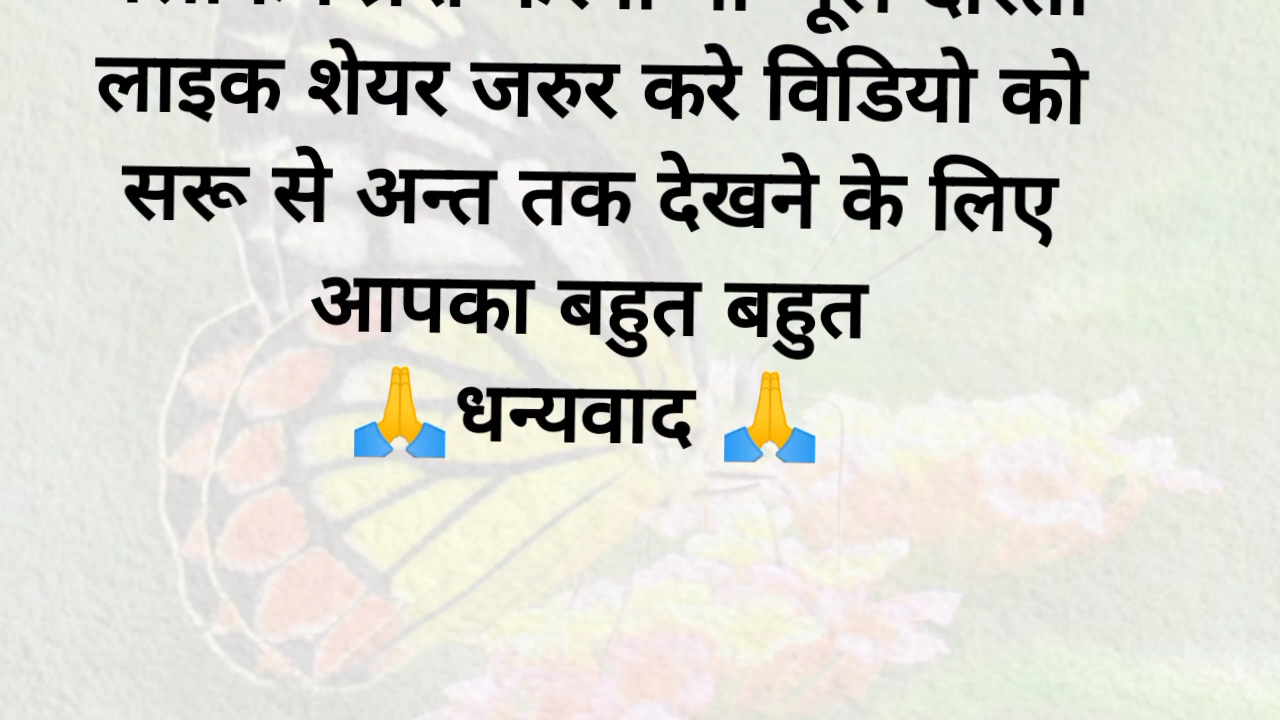 लाइक शेयर जरुर करे विडियो को
सरू से अन्त तक देखने के लिए
आपका बहुत बहुत
🙏धन्यवाद 🙏